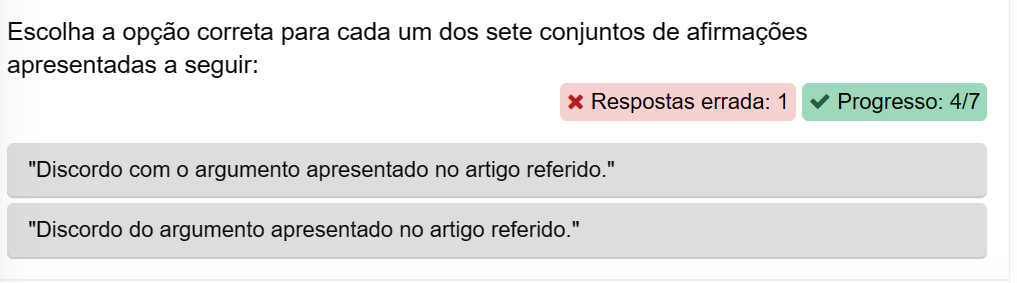 Escolha a opção correta para cada um dos sete conjuntos de afirmações
apresentadas a seguir:
Respostas errada: 1
Progresso: 4/7
"Discordo com o argumento apresentado no artigo referido."
"Discordo do argumento apresentado no artigo referido."